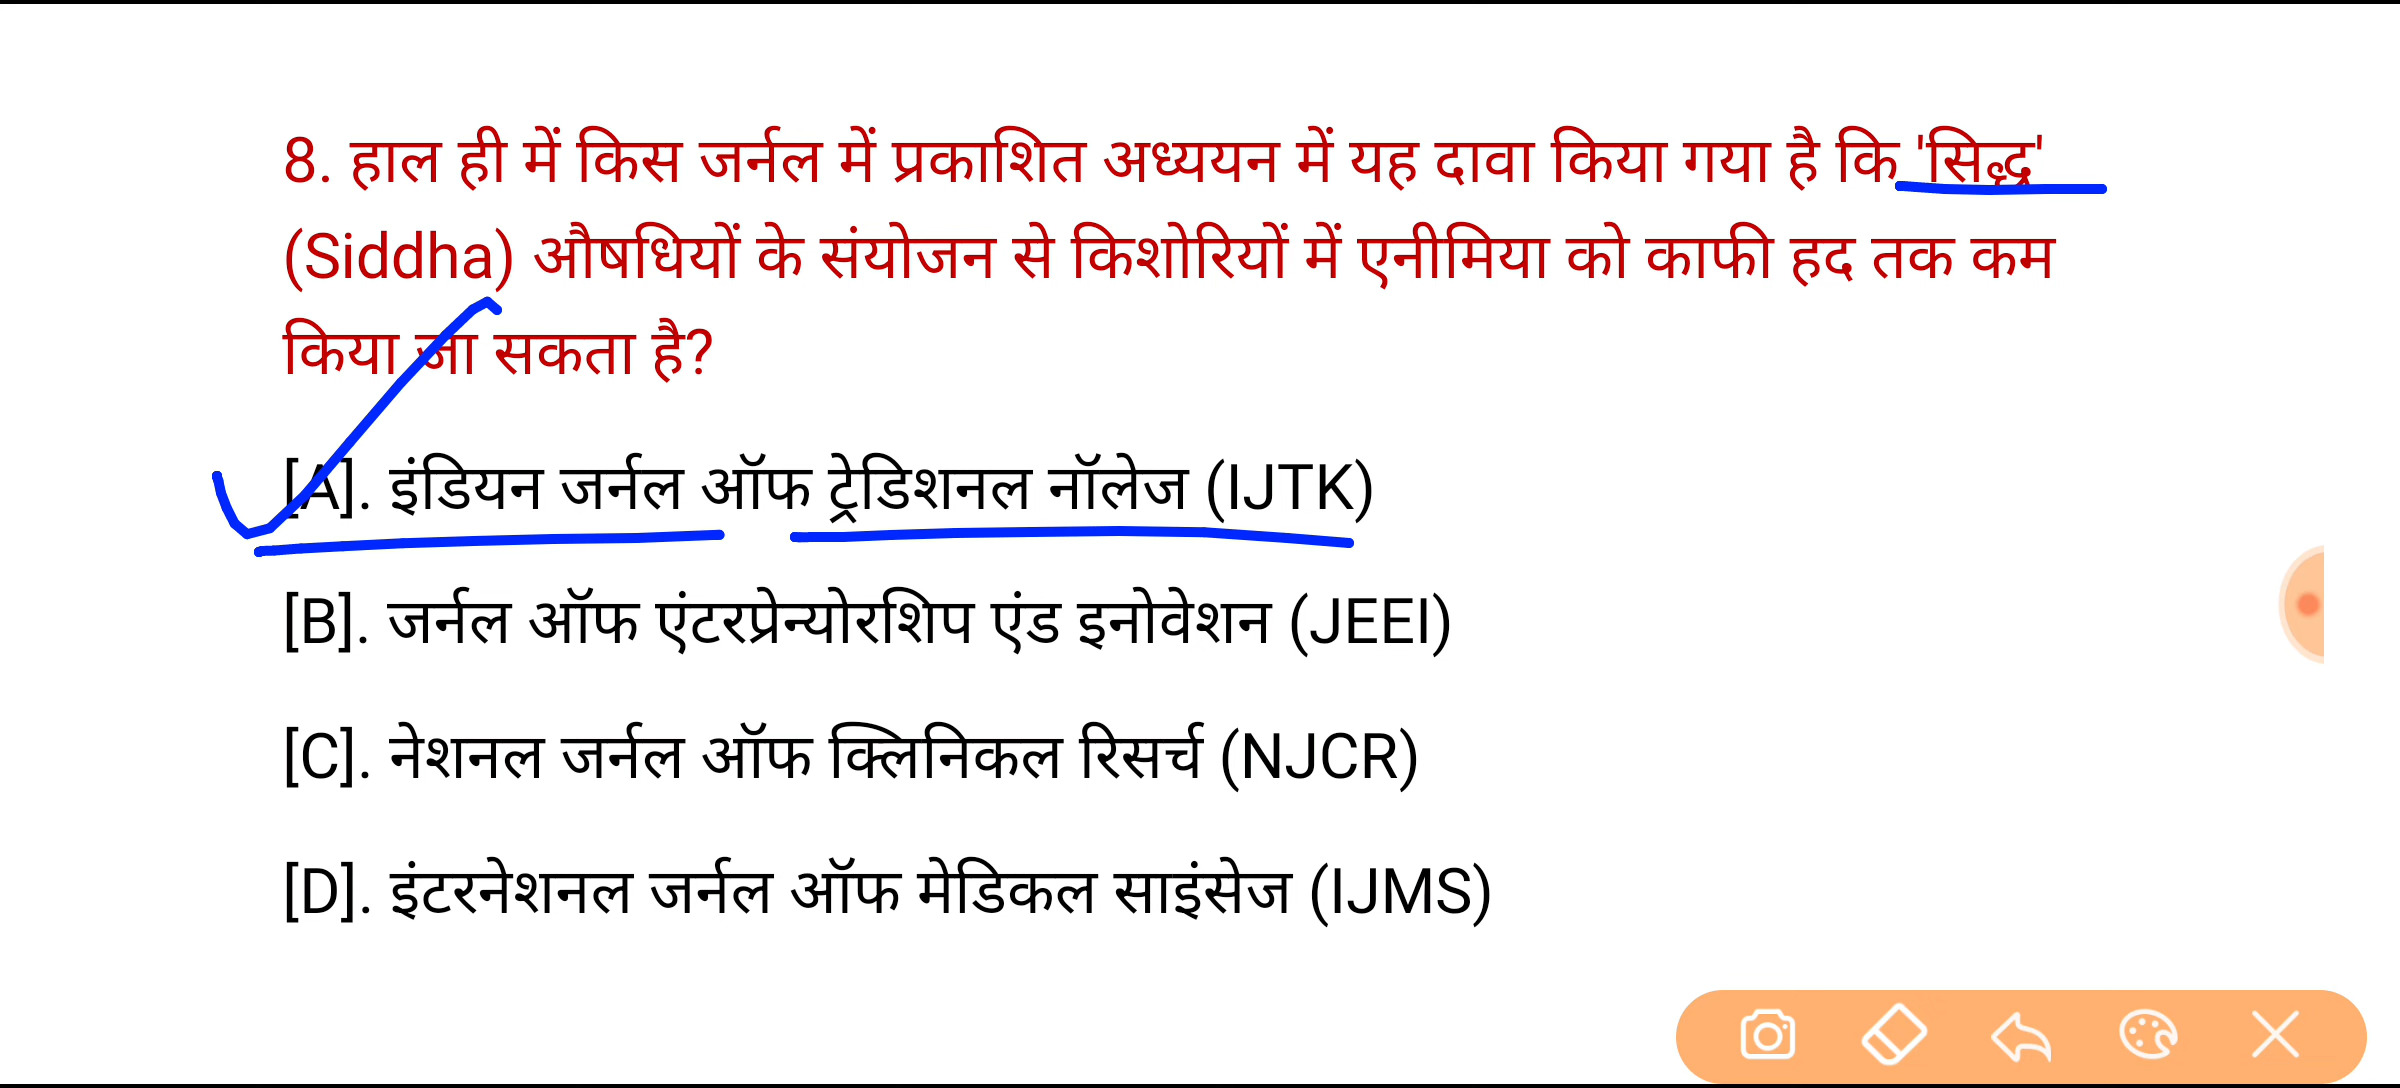 8. हाल ही में किस जर्नल में प्रकाशित अध्ययन में यह दावा किया गया है कि 'सिद्ध'
(Siddha) औषधियों के संयोजन से किशोरियों में एनीमिया को काफी हद तक कम
किया जा सकता है?
[A]. इंडियन जर्नल ऑफ ट्रेडिशनल नॉलेज (IJTK)
[B]. जर्नल ऑफ एंटरप्रेन्योरशिप एंड इनोवेशन (JEEI)
[C]. नेशनल जर्नल ऑफ क्लिनिकल रिसर्च (NJCR)
[D]. इंटरनेशनल जर्नल ऑफ मेडिकल साइंसेज (IJMS)